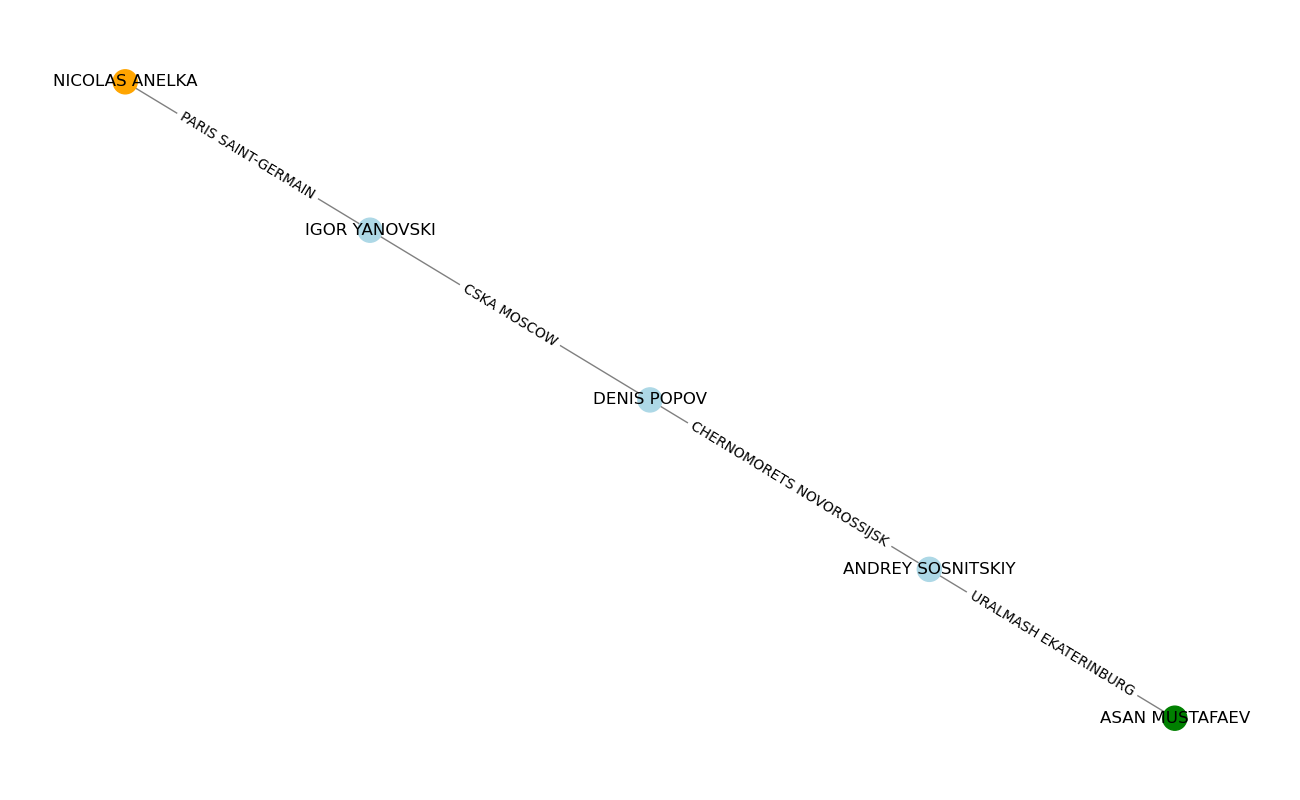 NICOLAS ANELKA
PARIS SAINT-GERMAIN
IGOR YANOVSKI
CSKA MOSCOW
DENIS POPOV
CHERNOMORETS NOVOROSSIJSK
ANDREY SOSNITSKIY
URALMASH EKATERINBURG
ASAN MUSTAFAEV